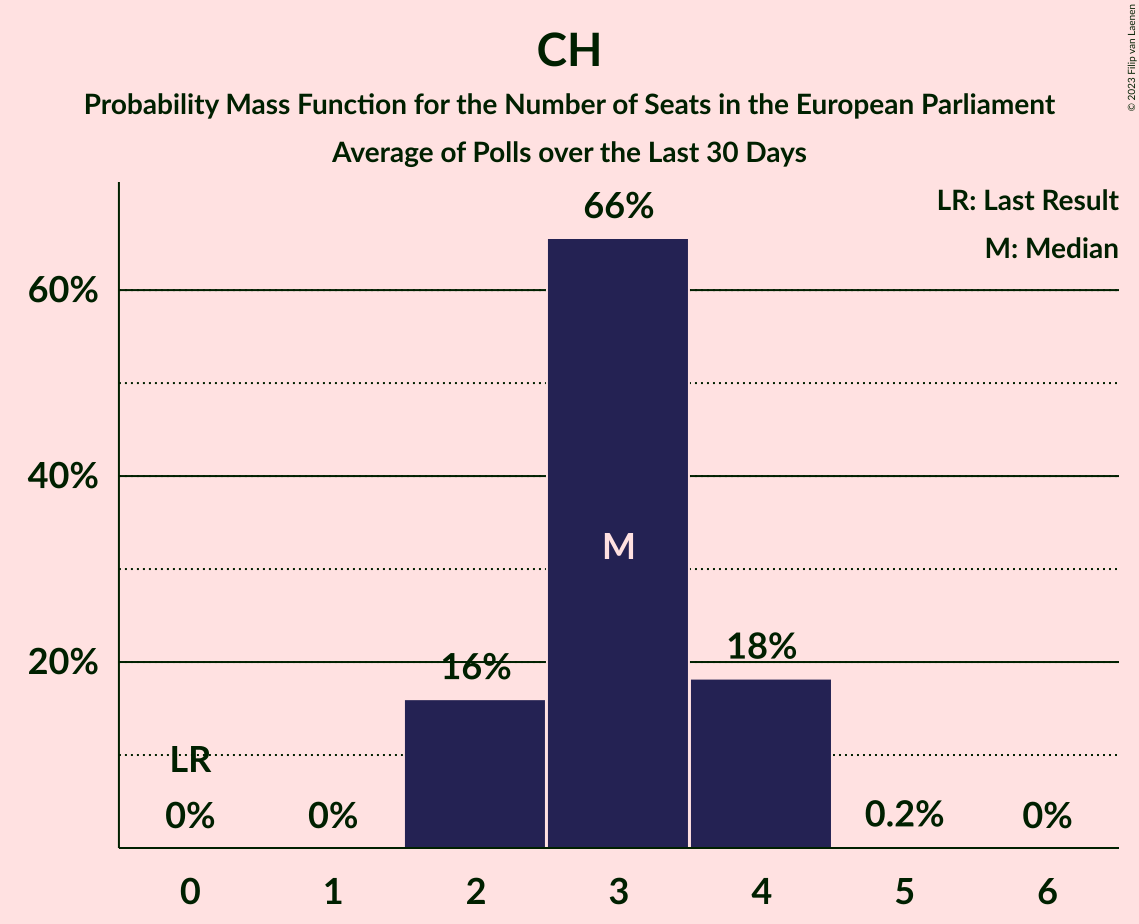 CH
Probability Mass Function for the Number of Seats in the European Parliament
Average of Polls over the Last 30 Days
© 2023 Filip van Laenen
LR: Last Result
M: Median
66%
60%
40%
M
20%
16%
18%
LR
0%
0%
0.2%
0%
0
1
2
3
4
5
6